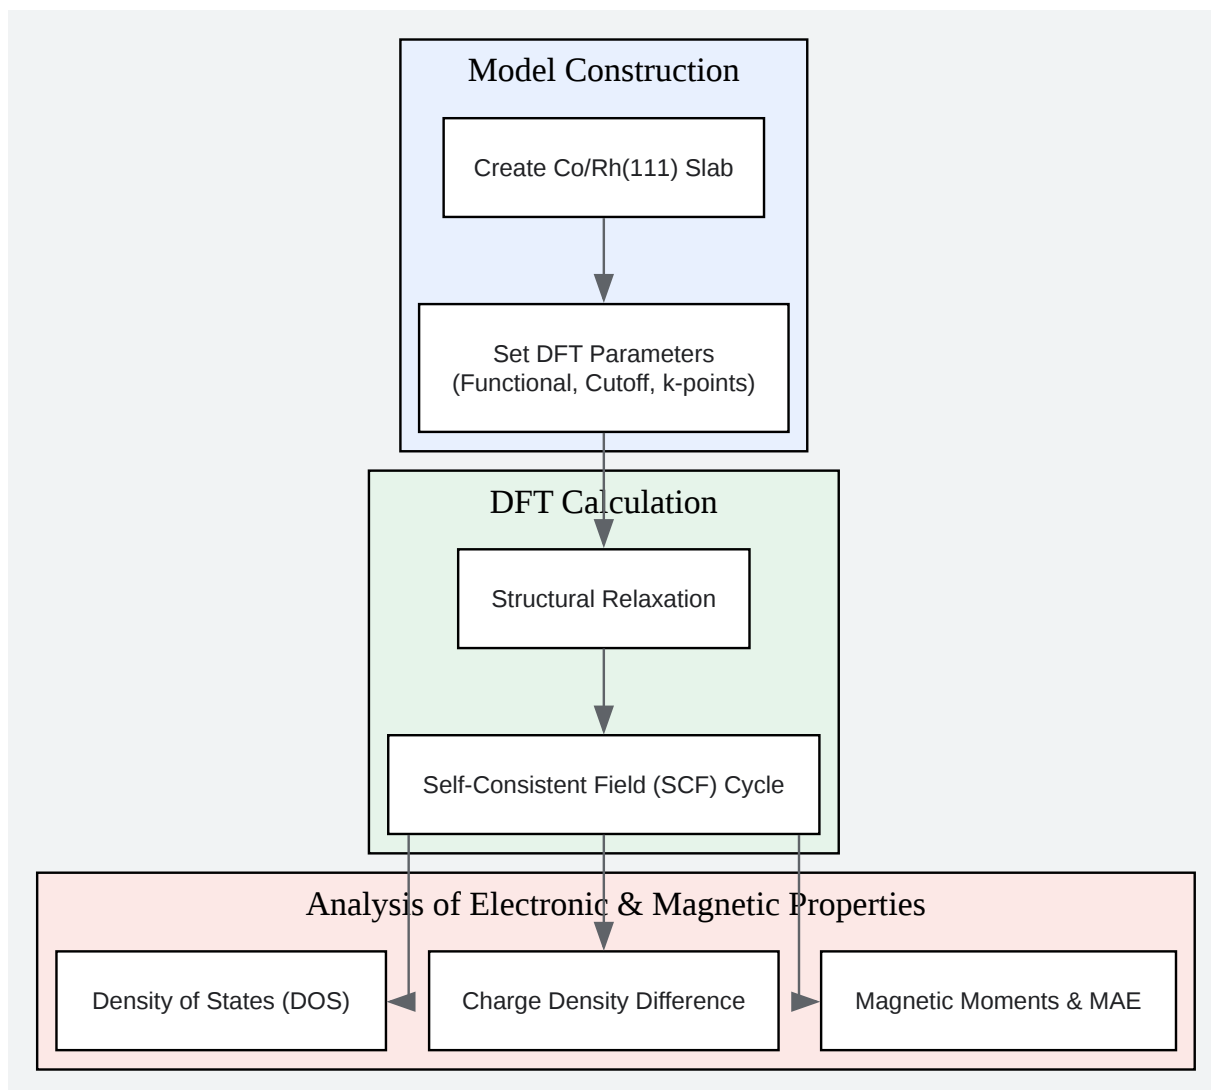 Model Construction
Create Co/Rh(111) Slab
Set DFT Parameters
(Functional, Cutoff, k-points)
DFT Calculation
Structural Relaxation
Self-Consistent Field (SCF) Cycle
Analysis of Electronic & Magnetic Properties
Density of States (DOS)
Charge Density Difference
Magnetic Moments & MAE